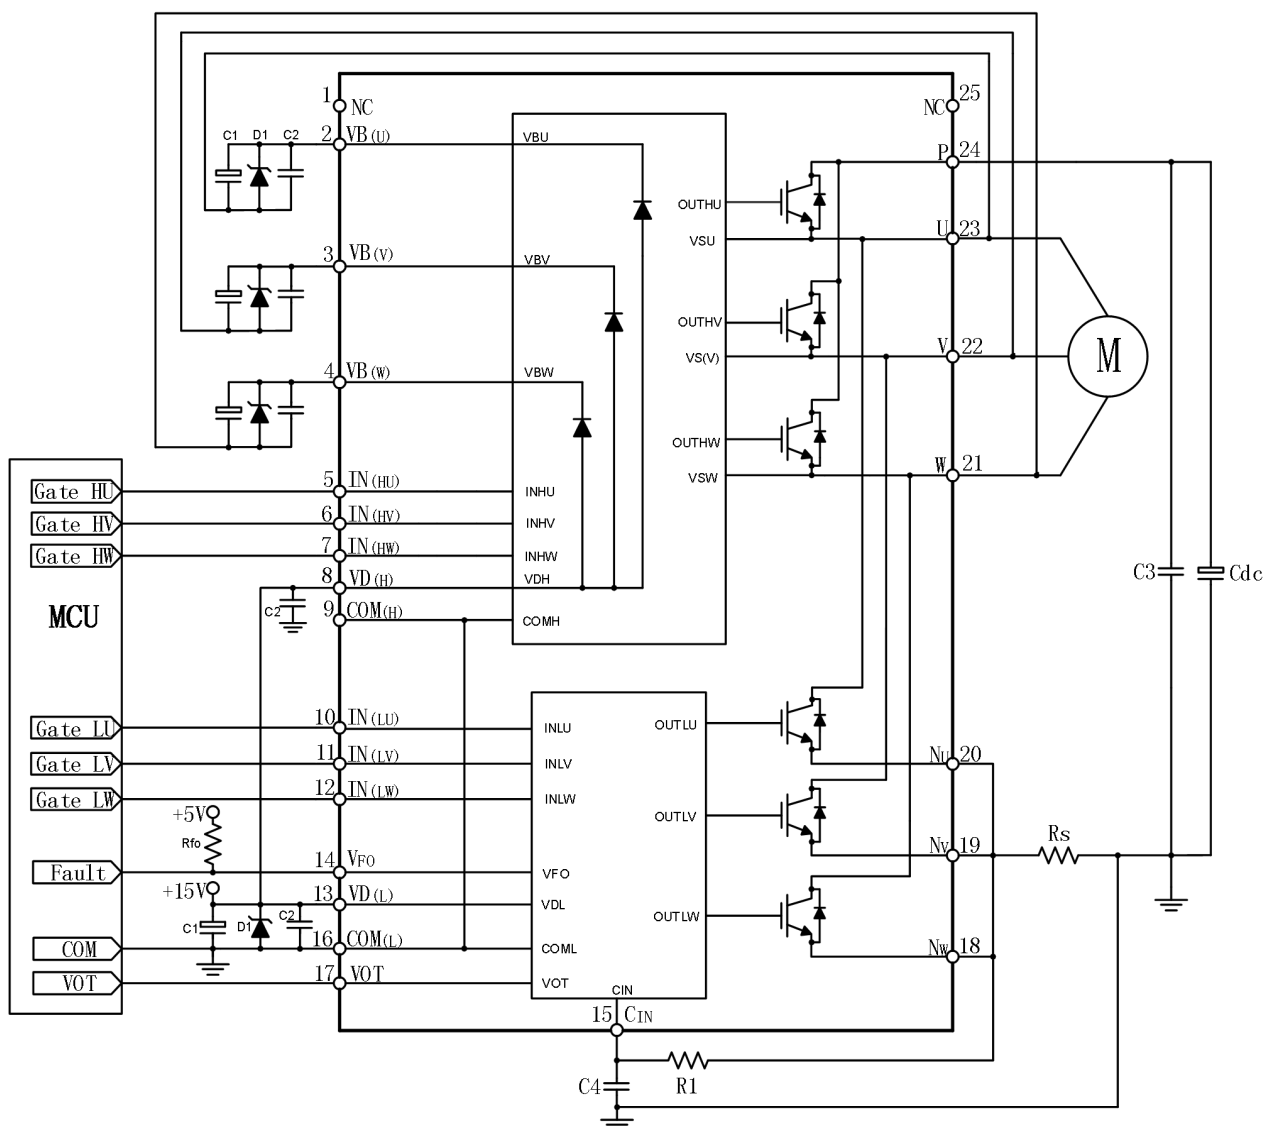 1 NC
NC 25
C1 D1 C2
2 VB(U)
VBU
P 24
OUTHU
U 23
VSU
3 VB(V)
VBV
OUTHV
V 22
VS(V)
M
4 VB(W)
VBW
OUTHW
W 21
VSW
Gate HU
5 IN(HU)
INHU
Gate HV
6 IN(HV)
INHV
Gate HW
7 IN(HW)
INHW
8 VD(H)
VDH
C3
Cdc
MCU
C2
9 COM(H)
COMH
Gate LU
10 IN(LU)
INLU
OUTLU
Gate LV
11 IN(LV)
INLV
NU 20
Gate LW
12 IN(LW)
INLW
+5V
Rfo
OUTLV
NV 19
Rs
Fault
14 VFO
VFO
+15V
13 VD(L)
VDL
C1
D1
C2
OUTLW
COM
16 COM(L)
COML
NW 18
VOT
17 VOT
VOT
CIN
15 CIN
C4
R1